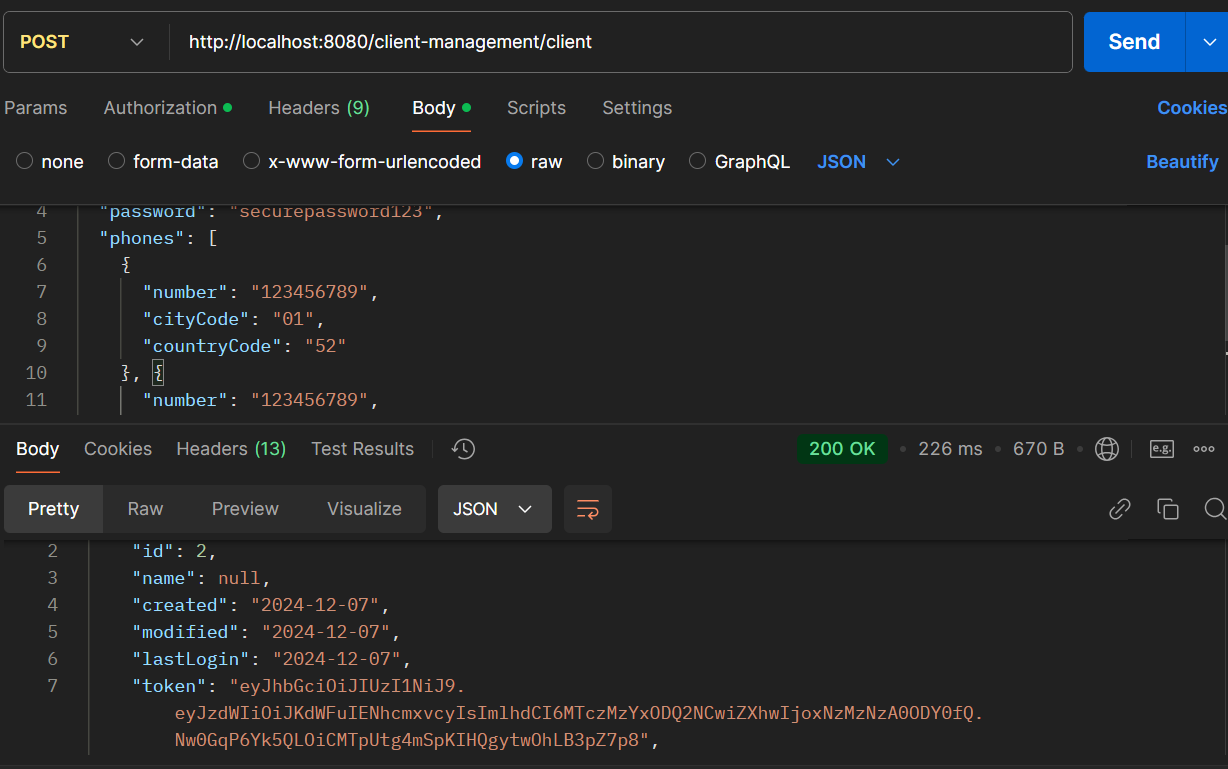 POST http://localhost:8080/client-management/client Send
Params Authorization Headers (9) Body Scripts Settings Cookies
none form-data x-www-form-urlencoded raw binary GraphQL JSON Beautify
4 "password": "securepassword123",
5 "phones": [
6 {
7 "number": "123456789",
8 "cityCode": "01",
9 "countryCode": "52"
10 }, {
11 "number": "123456789",
Body Cookies Headers (13) Test Results 200 OK • 226 ms • 670 B • e.g.
Pretty Raw Preview Visualize JSON
2 "id": 2,
3 "name": null,
4 "created": "2024-12-07",
5 "modified": "2024-12-07",
6 "lastLogin": "2024-12-07",
7 "token": "eyJhbGciOiJIUzI1NiJ9.
eyJzdWIiOiJKdWFuIENhcmxvcyIsImlhdCI6MTczMzYxODQ2NCwiZXhwIjoxNzMzNzA0ODY0fQ.
Nw0GqP6Yk5QLOiCMTpUtg4mSpKIHQgytwOhLB3pZ7p8",